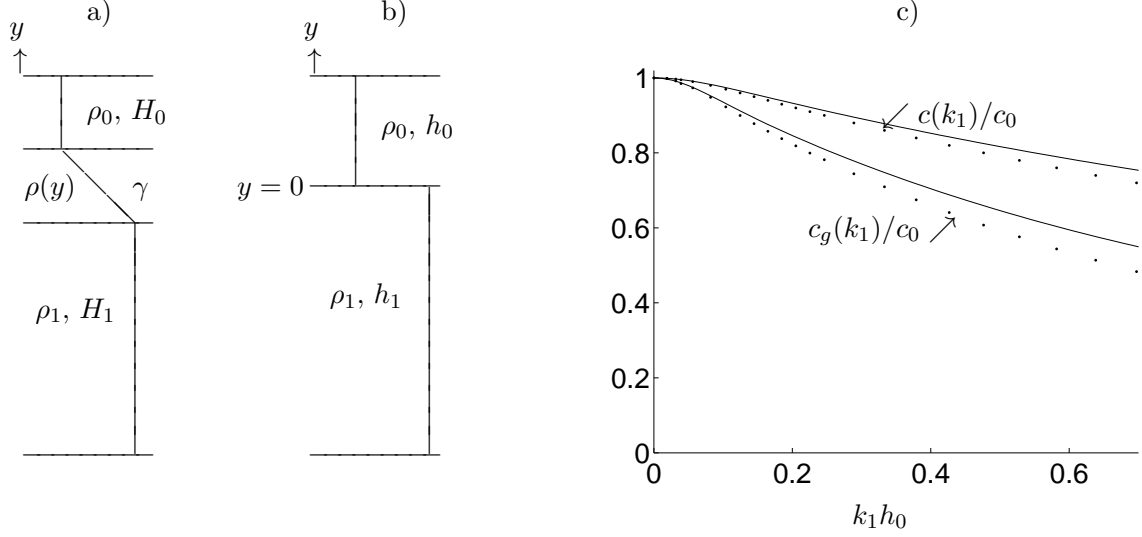 a)
y
ρ₀, H₀
ρ(y)
γ
ρ₁, H₁
b)
y
ρ₀, h₀
y = 0
ρ₁, h₁
c)
1
0.8
0.6
0.4
0.2
0
c(k₁)/c₀
c_g(k₁)/c₀
0
0.2
0.4
0.6
k₁h₀